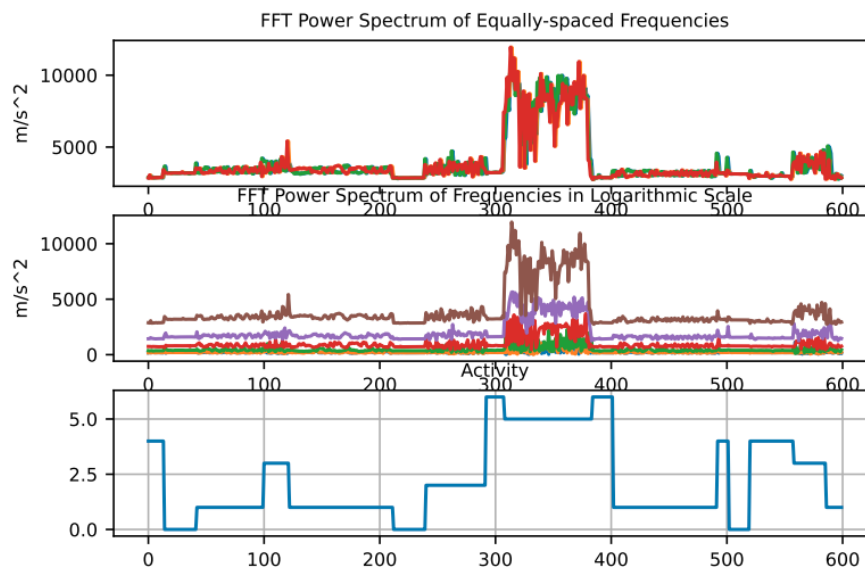 FFT Power Spectrum of Equally-spaced Frequencies
m/s^2
10000
5000
0 100 200 300 400 500 600
FFT Power Spectrum of Frequencies in Logarithmic Scale
m/s^2
10000
5000
0
0 100 200 300 400 500 600
Activity
5.0
2.5
0.0
0 100 200 300 400 500 600